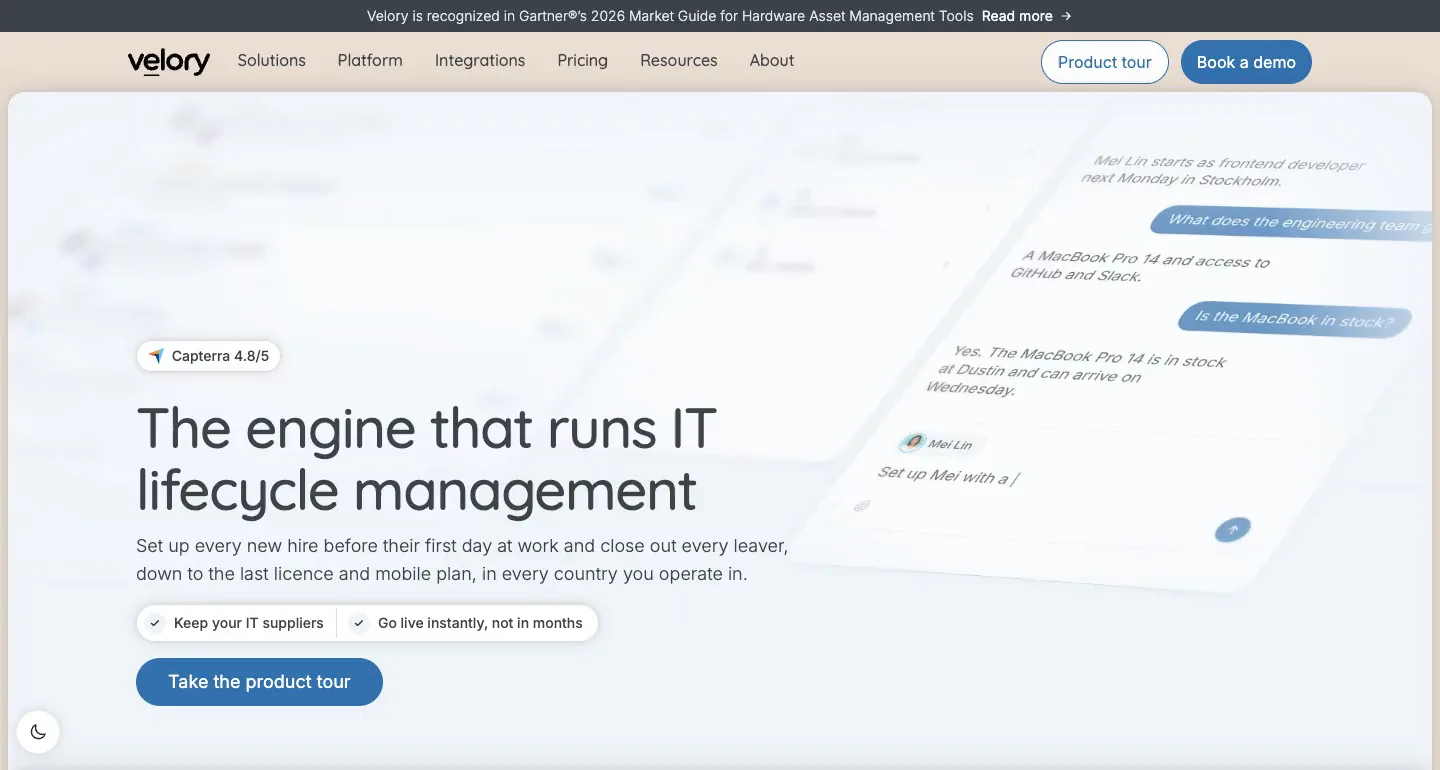 Velory is recognized in Gartner®'s 2026 Market Guide for Hardware Asset Management Tools Read more →
velory
Solutions
Platform
Integrations
Pricing
Resources
About
Product tour
Book a demo
Mei Lin starts as frontend developer
next Monday in Stockholm.
What does the engineering team
A MacBook Pro 14 and access to
GitHub and Slack.
Is the MacBook in stock?
Yes. The MacBook Pro 14 is in stock
at Dustin and can arrive on
Wednesday.
Mei Lin
Set up Mei with a
Capterra 4.8/5
The engine that runs IT
lifecycle management
Set up every new hire before their first day at work and close out every leaver,
down to the last licence and mobile plan, in every country you operate in.
Keep your IT suppliers
Go live instantly, not in months
Take the product tour